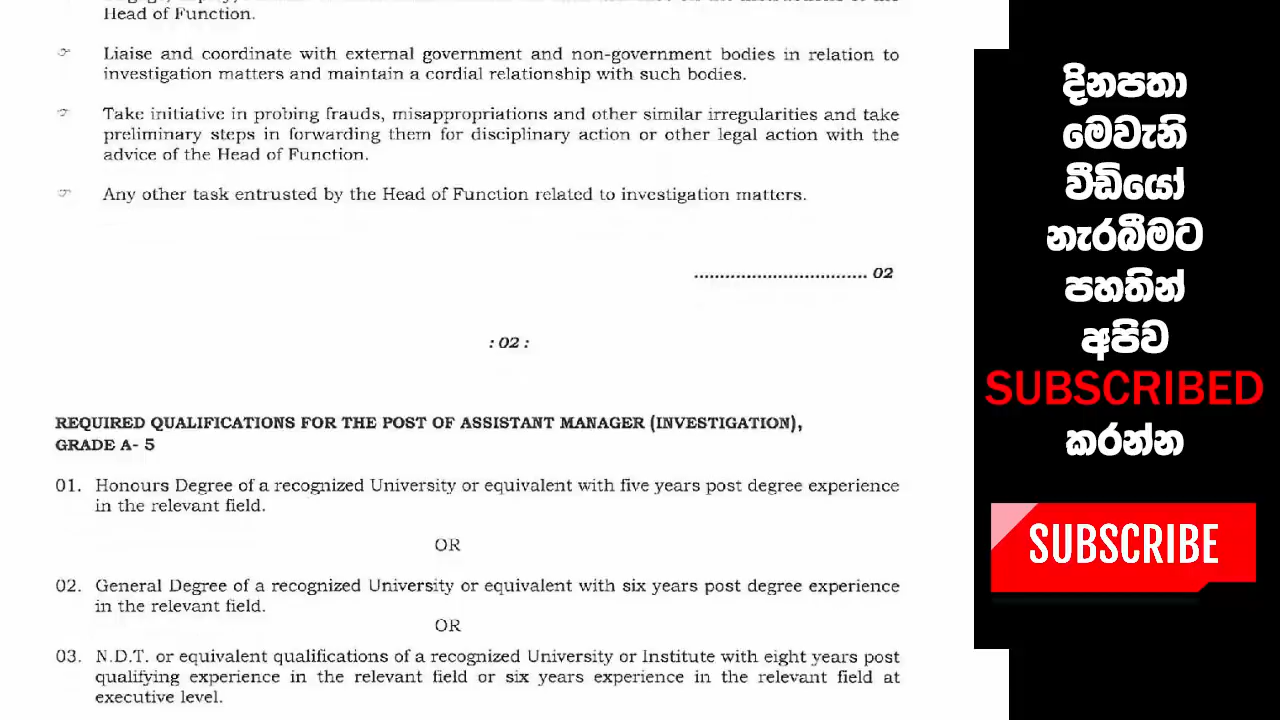 Head of Function.
Liaise and coordinate with external government and non-government bodies in relation to
investigation matters and maintain a cordial relationship with such bodies.
Take initiative in probing frauds, misappropriations and other similar irregularities and take
preliminary steps in forwarding them for disciplinary action or other legal action with the
advice of the Head of Function.
Any other task entrusted by the Head of Function related to investigation matters.
.................................. 02
: 02 :
REQUIRED QUALIFICATIONS FOR THE POST OF ASSISTANT MANAGER (INVESTIGATION),
GRADE A- 5
01. Honours Degree of a recognized University or equivalent with five years post degree experience
in the relevant field.
OR
02. General Degree of a recognized University or equivalent with six years post degree experience
in the relevant field.
OR
03. N.D.T. or equivalent qualifications of a recognized University or Institute with eight years post
qualifying experience in the relevant field or six years experience in the relevant field at
executive level.
දිනපතා
මෙවැනි
වීඩියෝ
නැරබීමට
පහතින්
අපිව
SUBSCRIBED
කරන්න
SUBSCRIBE